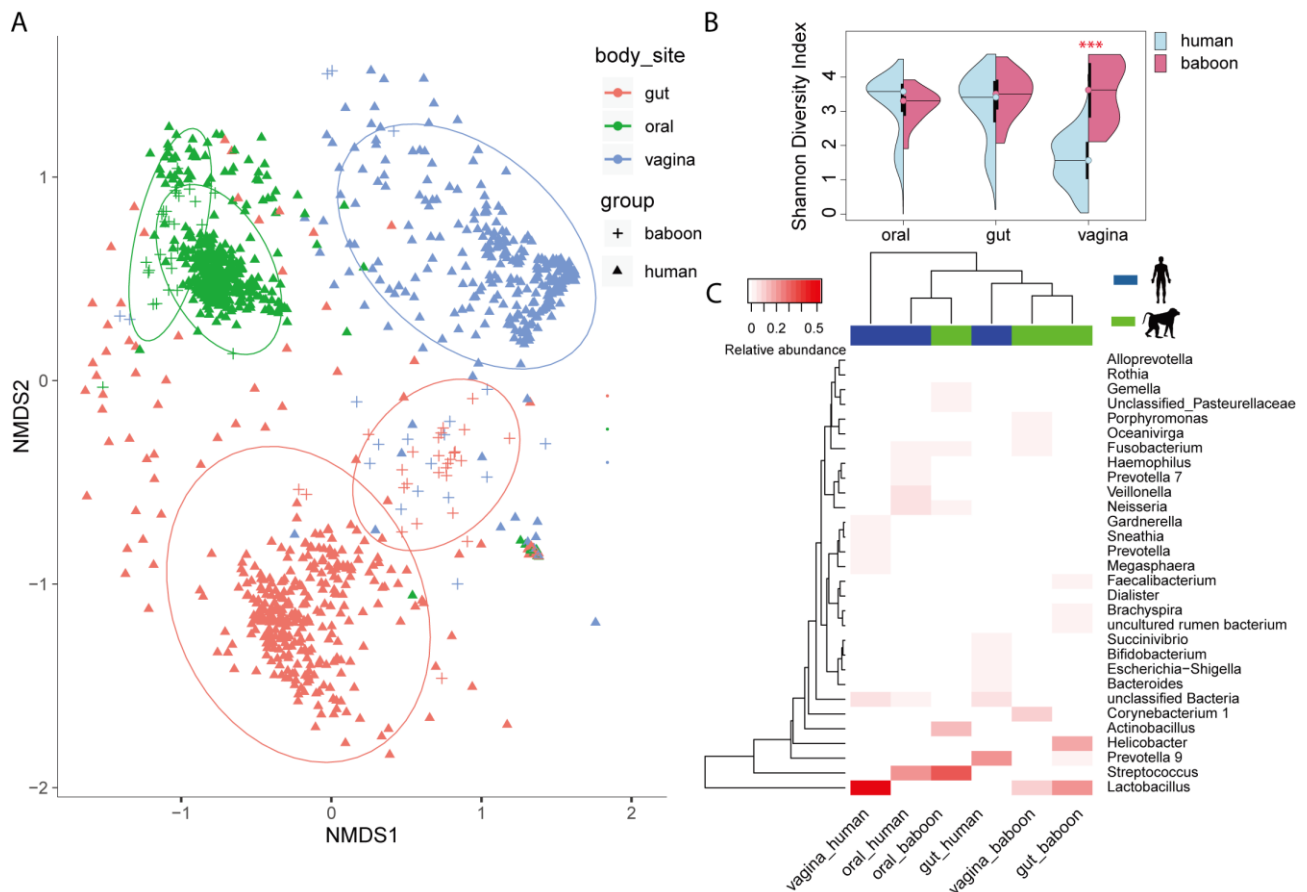 A
body_site
gut
oral
vagina
group
baboon
human
NMDS2
1
0
−1
−2
−1
0
1
2
NMDS1
B
Shannon Diversity Index
4
3
2
1
0
***
human
baboon
oral
gut
vagina
C
0 0.2 0.5
Relative abundance
Alloprevotella
Rothia
Gemella
Unclassified_Pasteurellaceae
Porphyromonas
Oceanivirga
Fusobacterium
Haemophilus
Prevotella 7
Veillonella
Neisseria
Gardnerella
Sneathia
Prevotella
Megasphaera
Faecalibacterium
Dialister
Brachyspira
uncultured rumen bacterium
Succinivibrio
Bifidobacterium
Escherichia−Shigella
Bacteroides
unclassified Bacteria
Corynebacterium 1
Actinobacillus
Helicobacter
Prevotella 9
Streptococcus
Lactobacillus
vagina_human
oral_human
oral_baboon
gut_human
vagina_baboon
gut_baboon